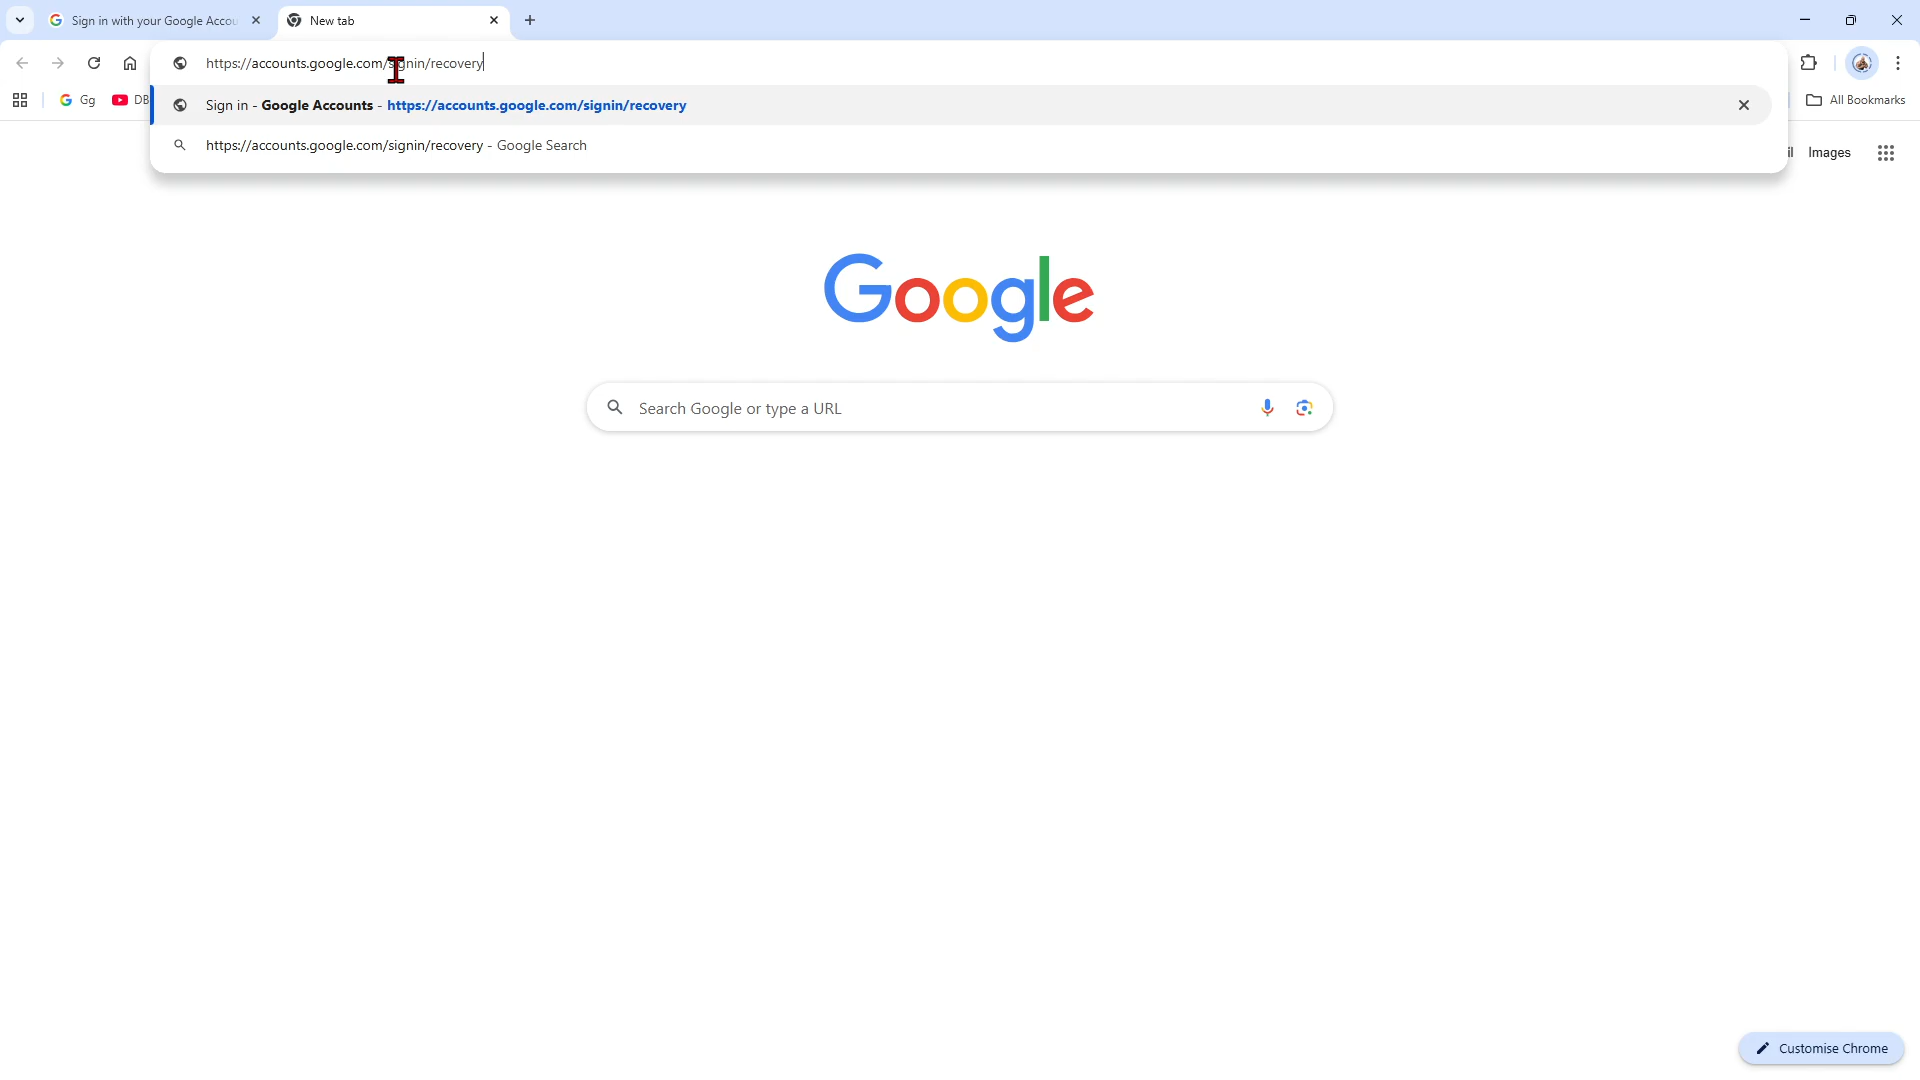 Sign in with your Google Accou
New tab
https://accounts.google.com/signin/recovery
Gg
DB
All Bookmarks
Sign in - Google Accounts - https://accounts.google.com/signin/recovery
https://accounts.google.com/signin/recovery - Google Search
il
Images
Google
Search Google or type a URL
Customise Chrome